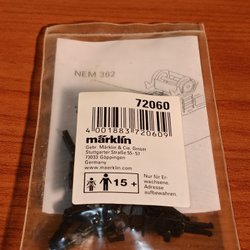 NEM 362
72060
4 001883 720609
märklin
Gebr. Märklin & Cie. GmbH
Stuttgarter Straße 55-57
73033 Göppingen
Germany
www.maerklin.com
15 +
Nur für Er-
wachsene.
Adresse
aufbewahren.